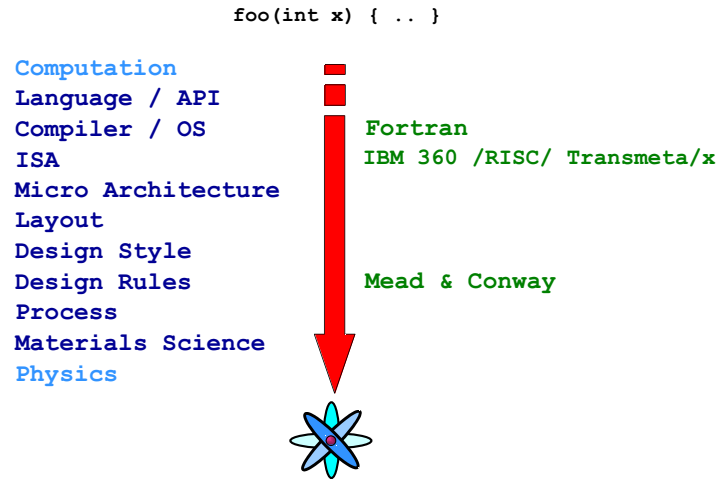 foo(int x) { .. }
Computation
Language / API
Compiler / OS
Fortran
ISA
IBM 360 /RISC/ Transmeta/x
Micro Architecture
Layout
Design Style
Design Rules
Mead & Conway
Process
Materials Science
Physics